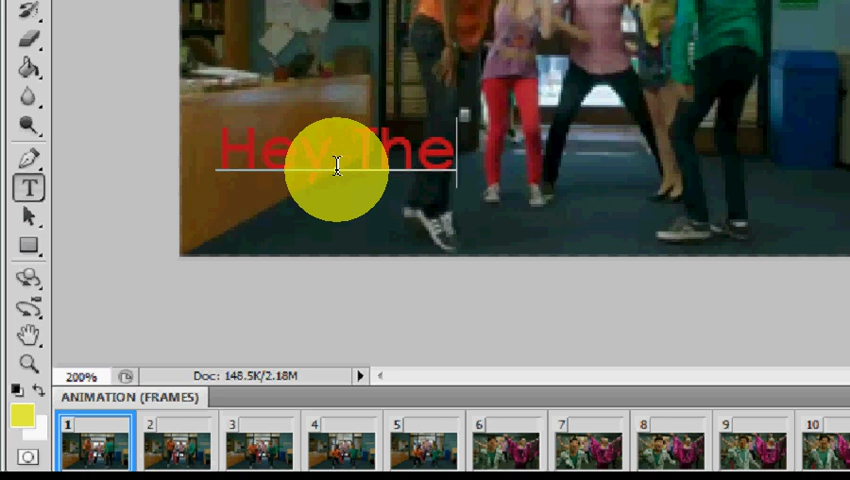 Hey The
T
200%
Doc: 148.5K/2.18M
ANIMATION (FRAMES)
1 2 3 4 5 6 7 8 9 10